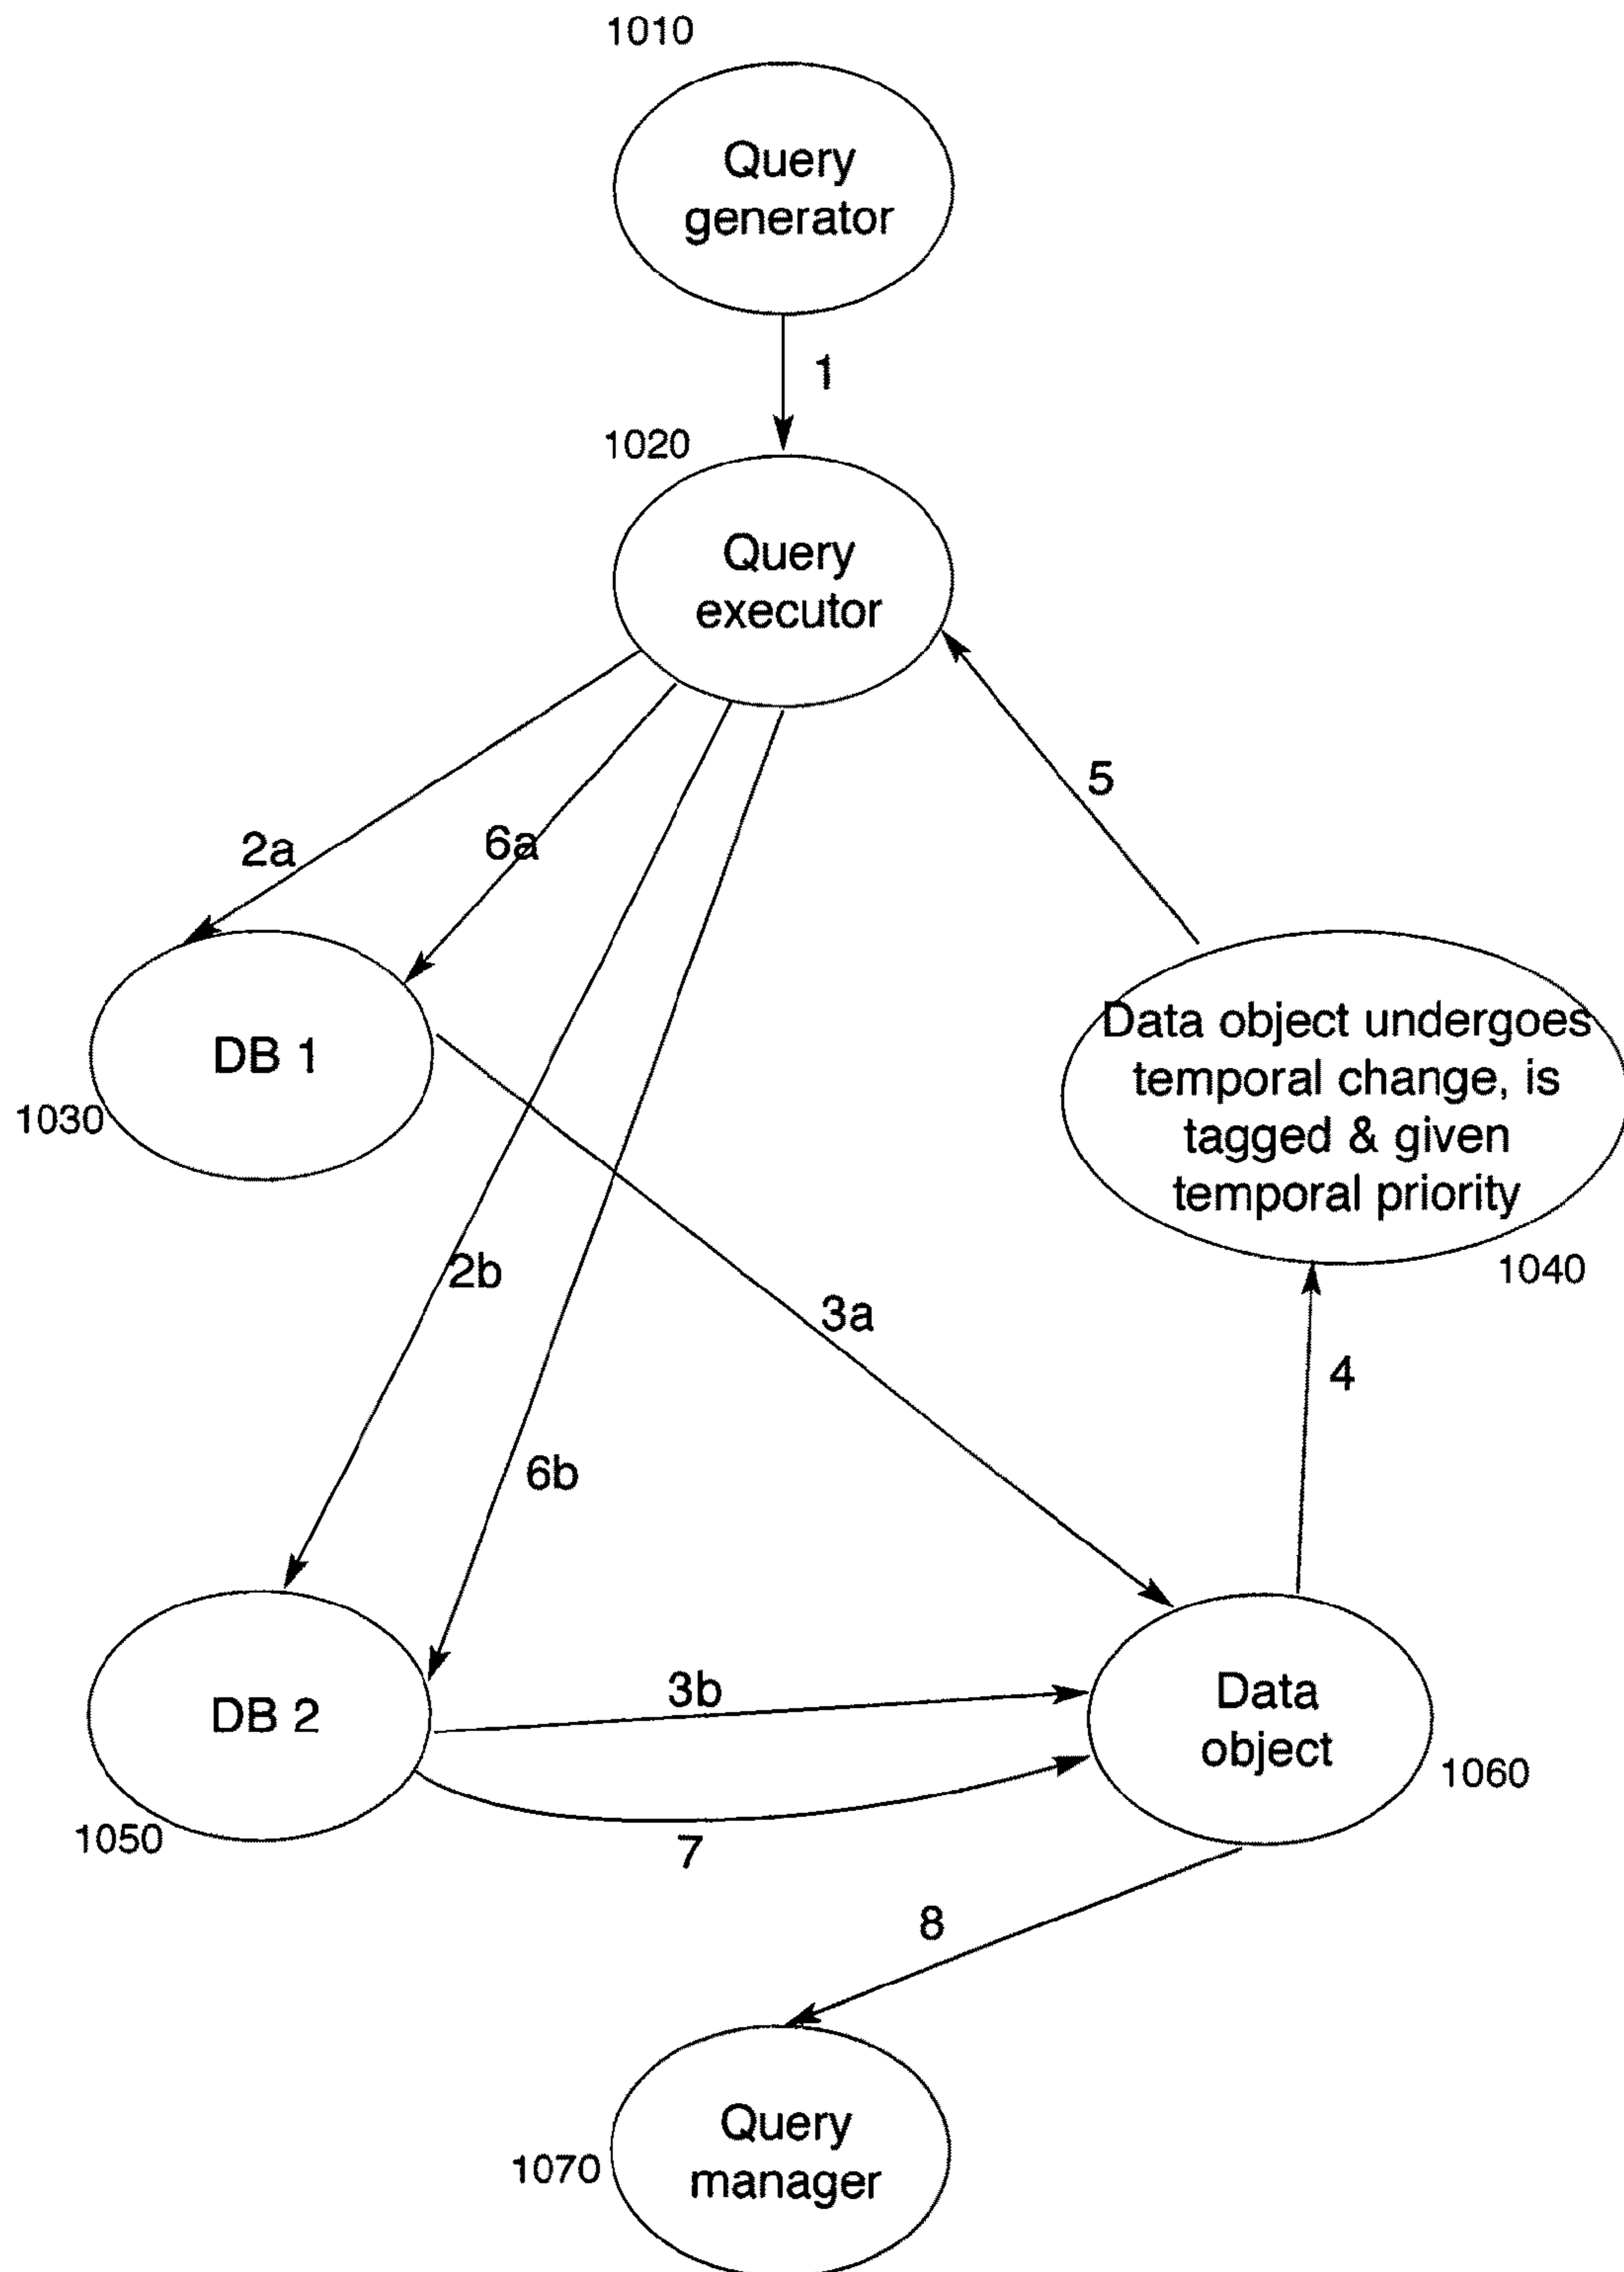 1010
Query
generator
1
1020
Query
executor
5
2a
6a
Data object undergoes
temporal change, is
tagged & given
temporal priority
DB 1
1030
1040
2b
3a
4
6b
3b
DB 2
Data
object
1060
1050
7
8
Query
manager
1070